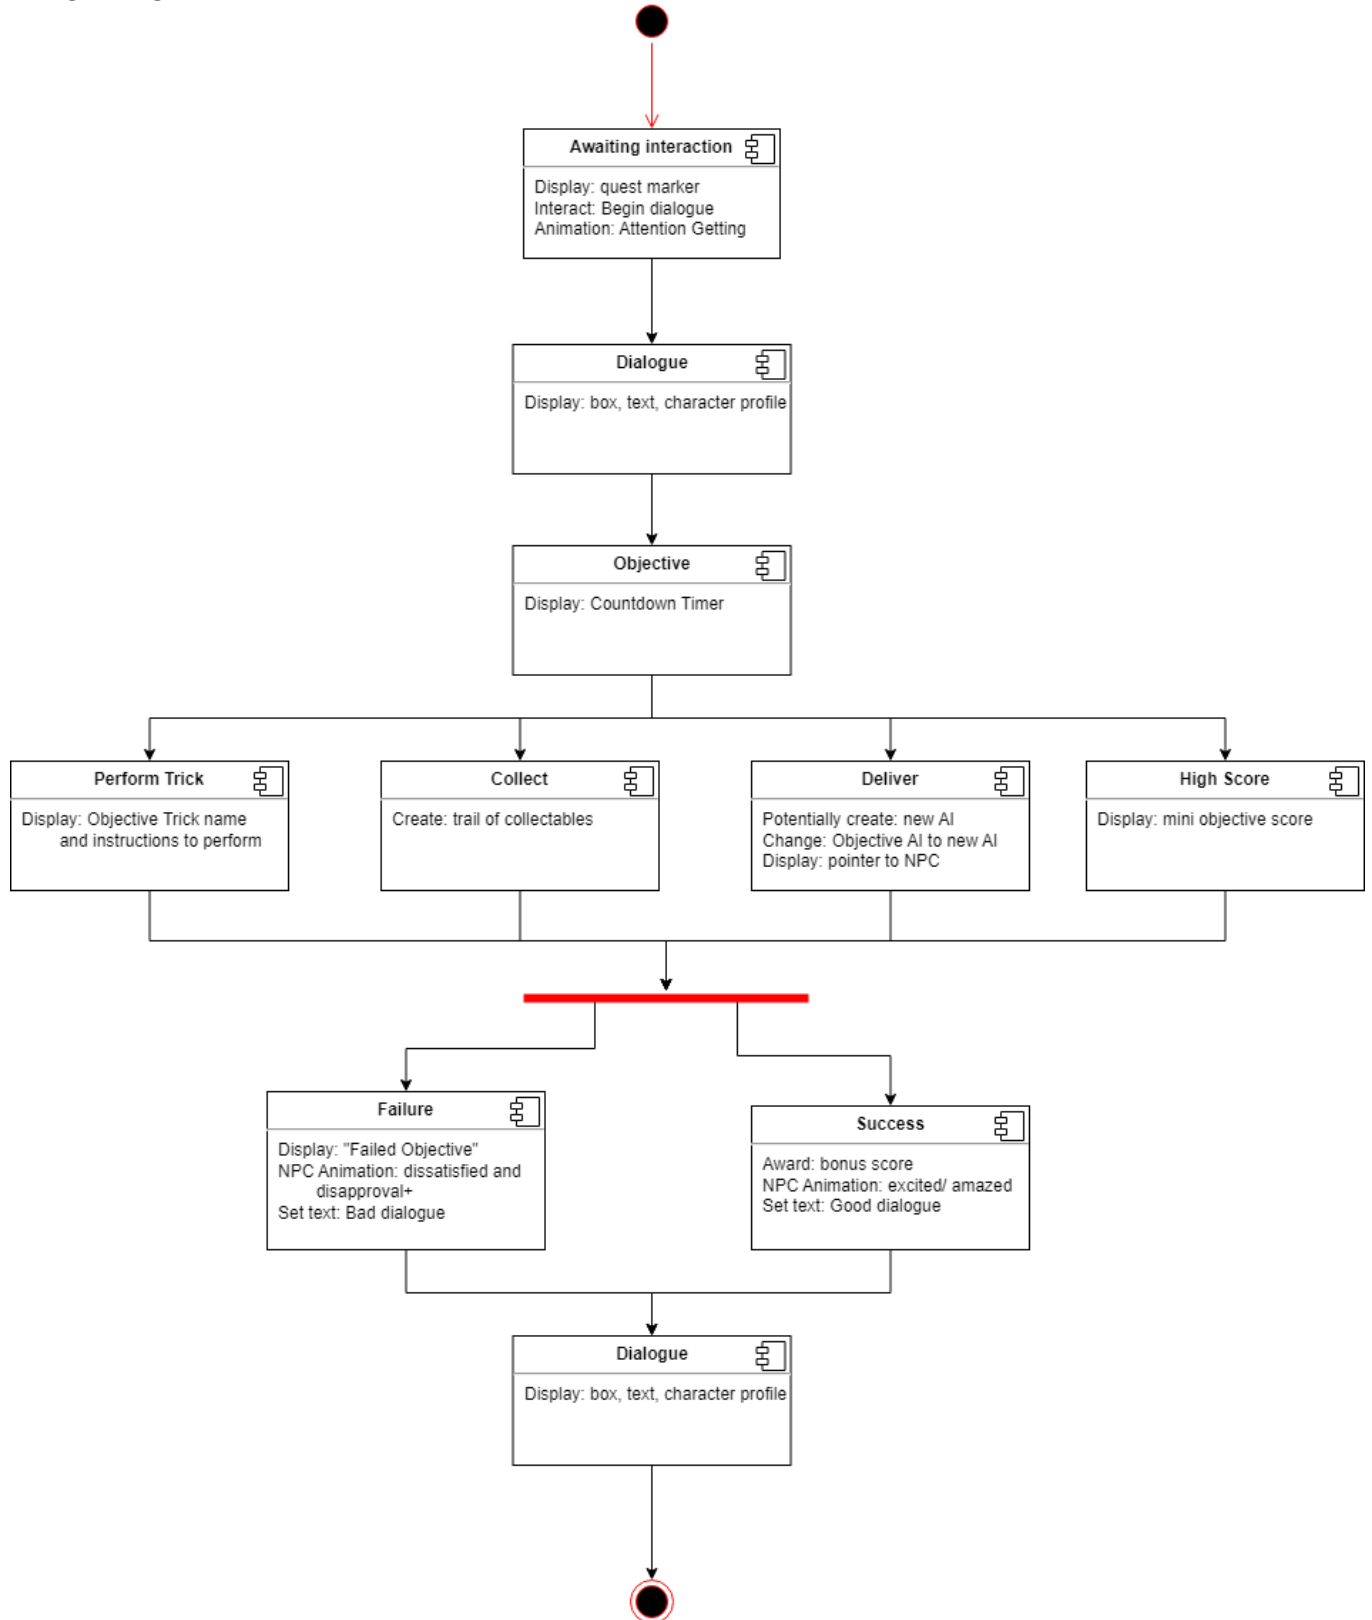 Awaiting interaction
Display: quest marker
Interact: Begin dialogue
Animation: Attention Getting
Dialogue
Display: box, text, character profile
Objective
Display: Countdown Timer
Perform Trick
Display: Objective Trick name
and instructions to perform
Collect
Create: trail of collectables
Deliver
Potentially create: new AI
Change: Objective AI to new AI
Display: pointer to NPC
High Score
Display: mini objective score
Failure
Display: "Failed Objective"
NPC Animation: dissatisfied and
disapproval+
Set text: Bad dialogue
Success
Award: bonus score
NPC Animation: excited/ amazed
Set text: Good dialogue
Dialogue
Display: box, text, character profile